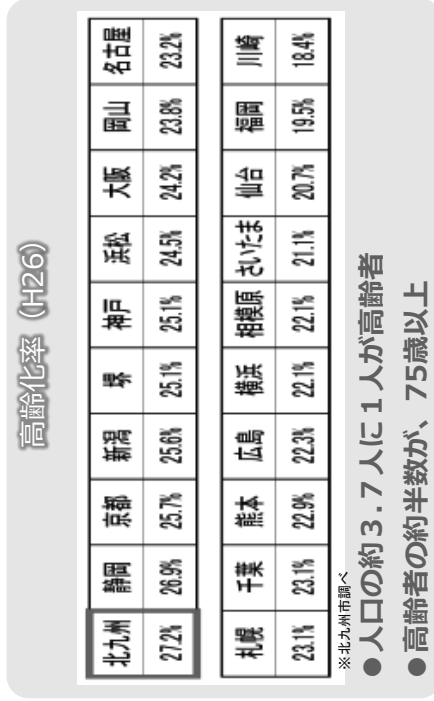 高齢化率（H26）
北九州 静岡 京都 新潟 堺 神戸 浜松 大阪 岡山 名古屋
27.2% 26.9% 25.7% 25.6% 25.1% 25.1% 24.5% 24.2% 23.8% 23.2%
札幌 千葉 熊本 広島 横浜 相模原 さいたま 仙台 福岡 川崎
23.1% 23.1% 22.9% 22.3% 22.1% 22.1% 21.1% 20.7% 19.5% 18.4%
※北九州市調べ
●人口の約３.７人に１人が高齢者
●高齢者の約半数が、75歳以上